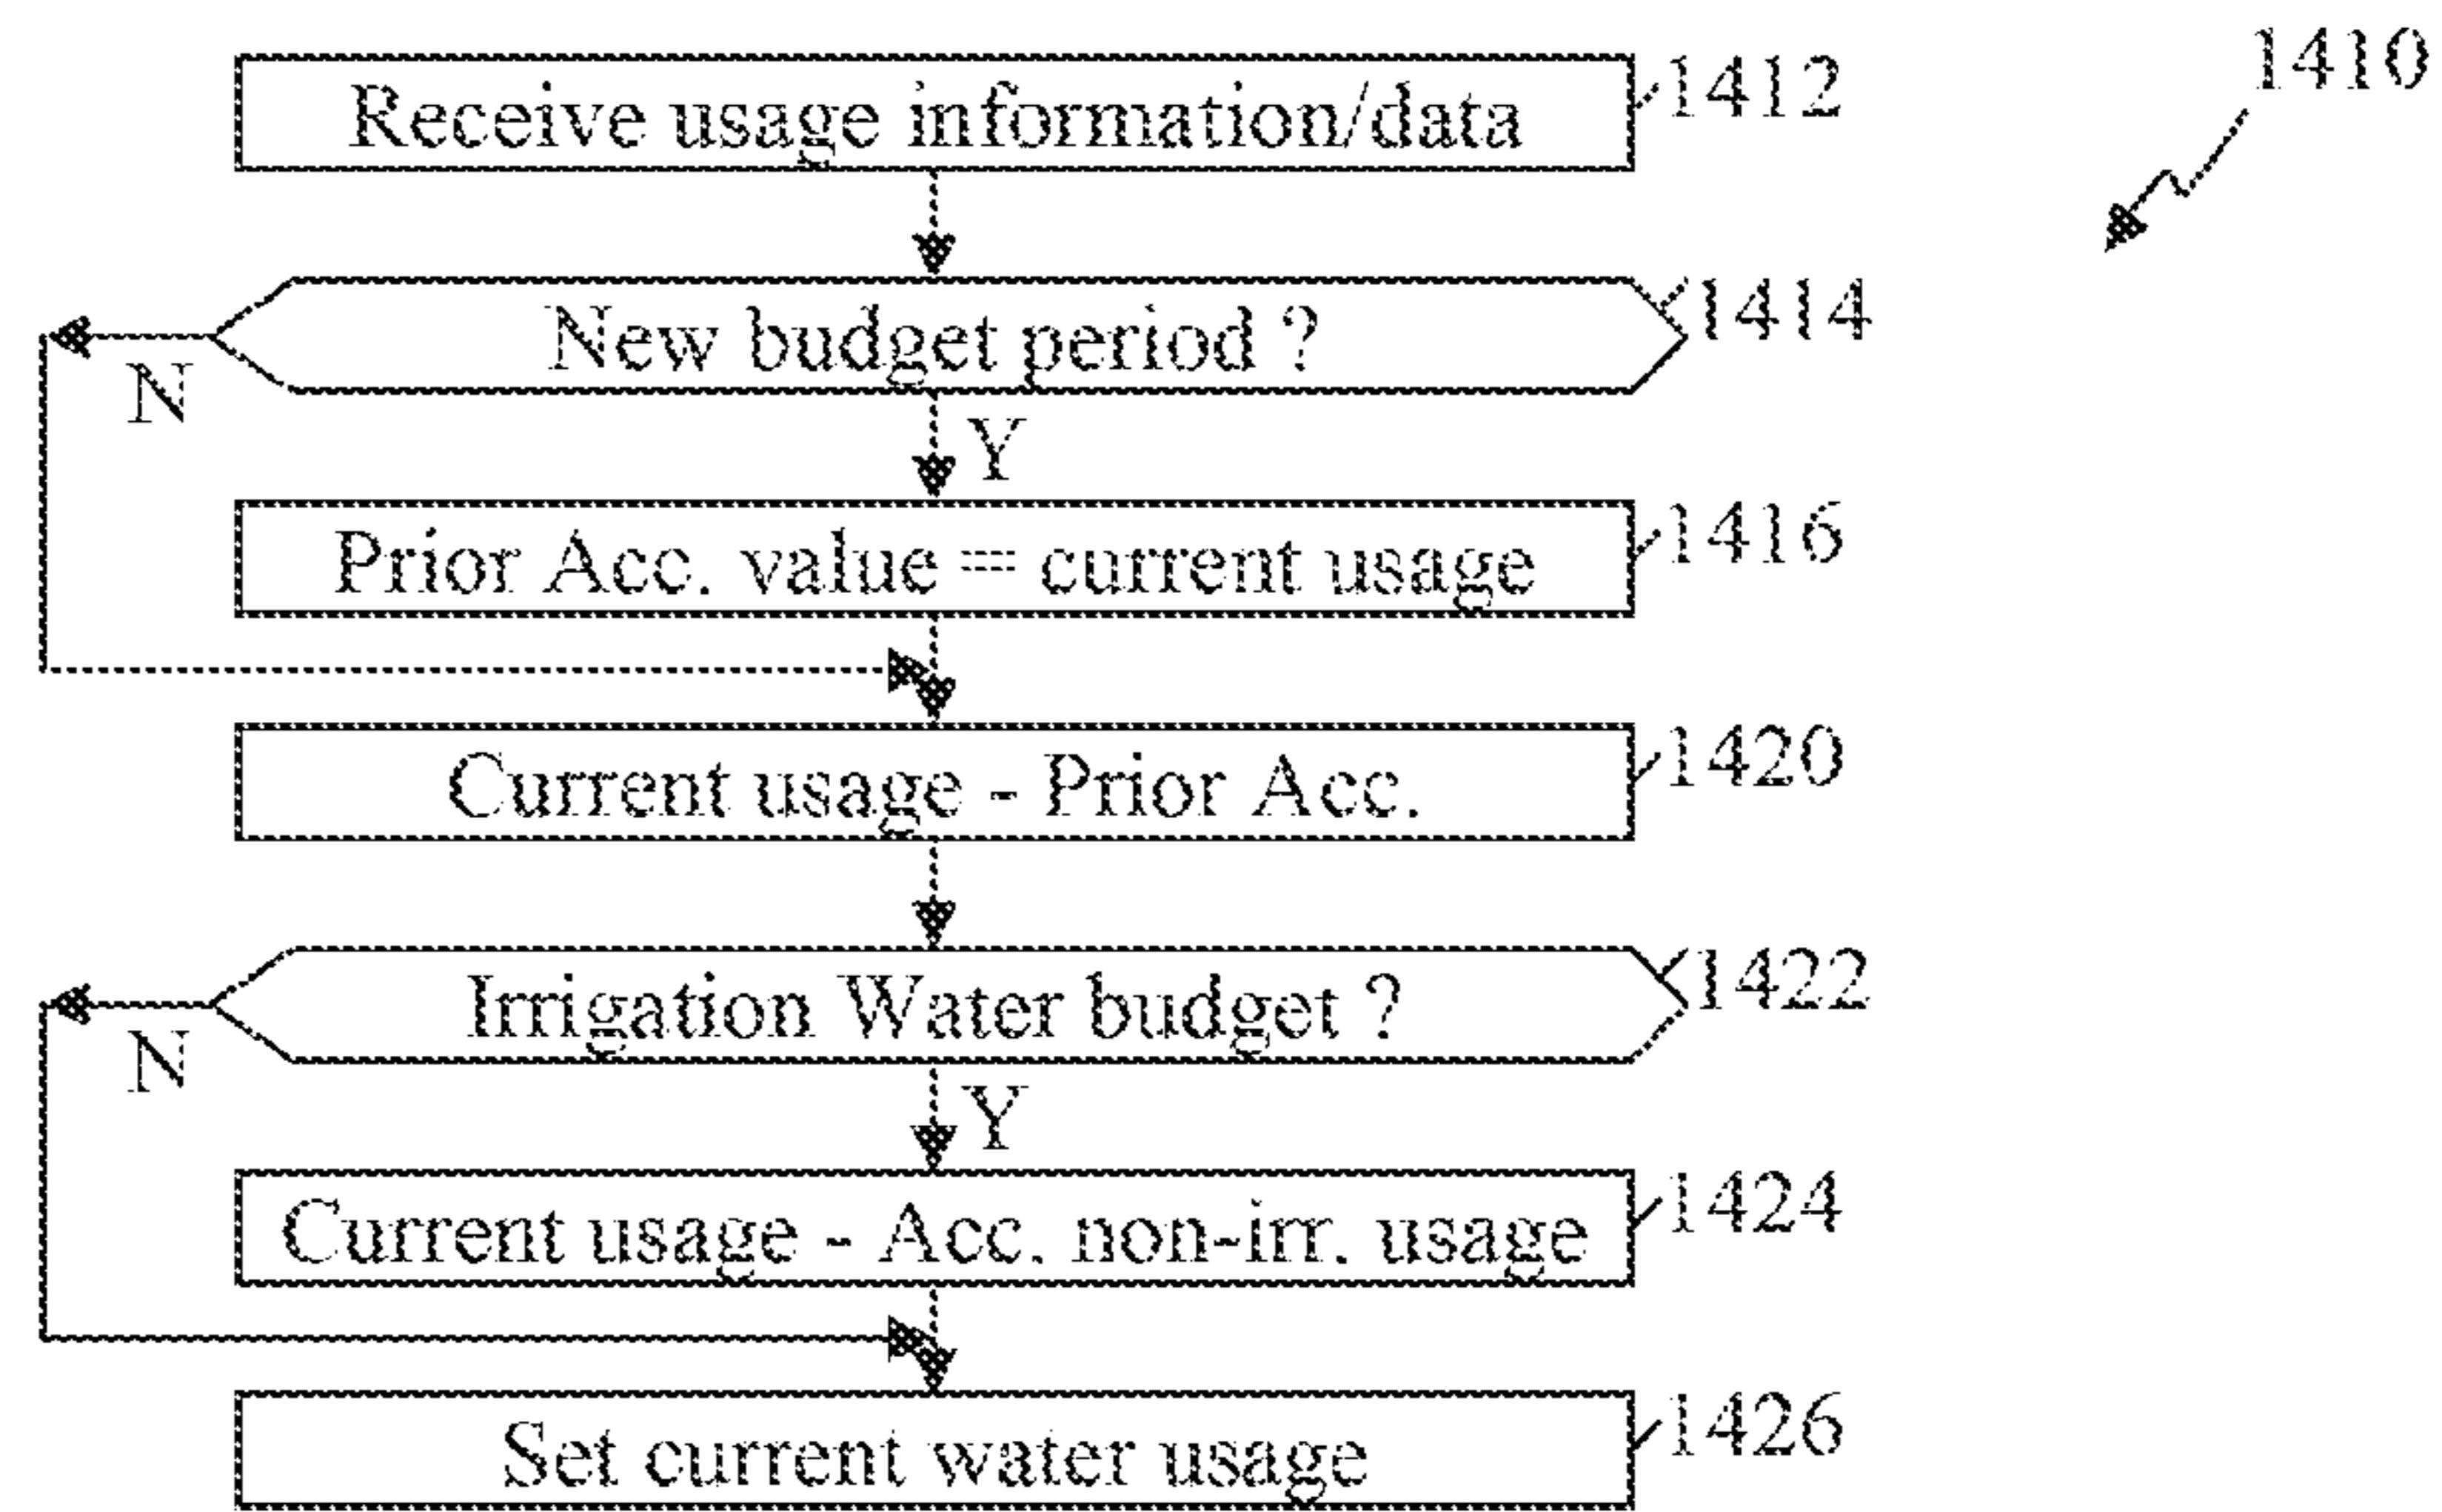 1410
Receive usage information/data 1412
New budget period ? 1414
N
Y
Prior Acc. value = current usage 1416
Current usage - Prior Acc. 1420
Irrigation Water budget ? 1422
N
Y
Current usage - Acc. non-irr. usage 1424
Set current water usage 1426